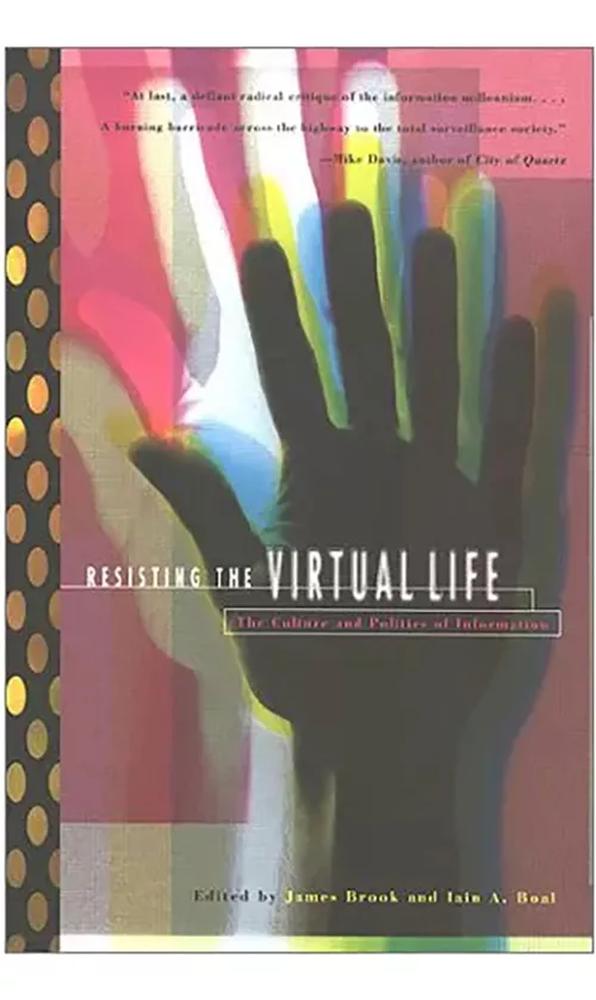 "At last, a defiant radical critique of the information millennium. . . ,
A burning barricade across the highway to the total surveillance society."
—Mike Davis, author of City of Quartz
RESISTING THE VIRTUAL LIFE
The Culture and Politics of Information
Edited by James Brook and Iain A. Boal